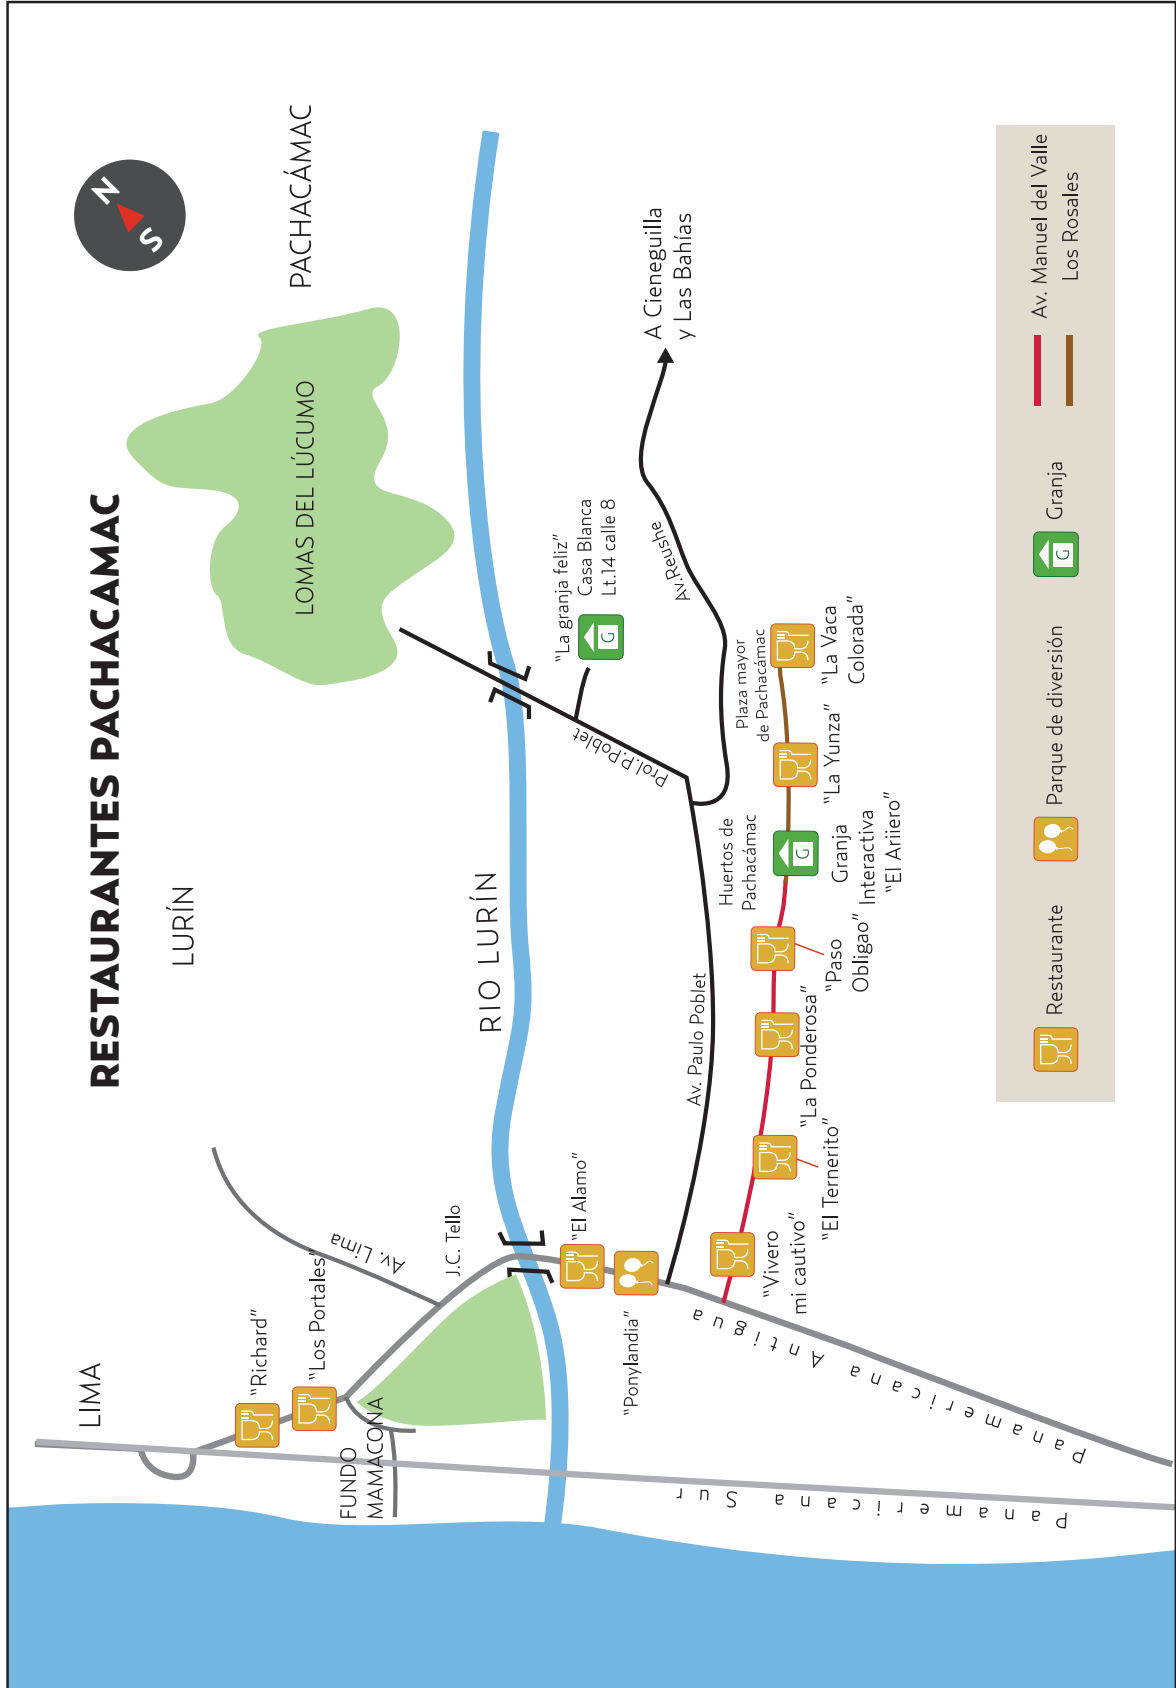 RESTAURANTES PACHACAMAC
N
S
LIMA
LURÍN
PACHACÁMAC
LOMAS DEL LÚCUMO
"Richard"
"Los Portales"
Av. Lima
FUNDO
MAMACONA
J.C. Tello
RIO LURÍN
"La granja feliz"
Casa Blanca
Lt.14 calle 8
G
A Cieneguilla
y Las Bahías
"El Alamo"
"Ponylandia"
Prol.P.Poblet
Av.Reushe
Av. Paulo Poblet
Huertos de
Pachacámac
Plaza mayor
de Pachacámac
Panamericana Antigua
Panamericana Sur
"Vivero
mi cautivo"
"El Ternerito"
"La Ponderosa"
"Paso
Obligao"
G
Granja
Interactiva
"El Ariiero"
"La Yunza"
"La Vaca
Colorada"
Restaurante
Parque de diversión
G
Granja
Av. Manuel del Valle
Los Rosales